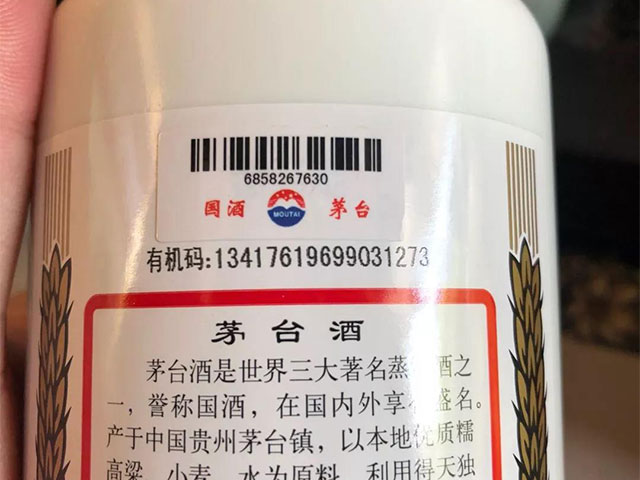 6858267630
国酒 MOUTAI 茅台
有机码:13417619699031273
茅台酒
茅台酒是世界三大著名蒸酒之
一，誉称国酒，在国内外享盛名。
产于中国贵州茅台镇，以本地优质糯
高粱、小麦、水为原料，利用得天独